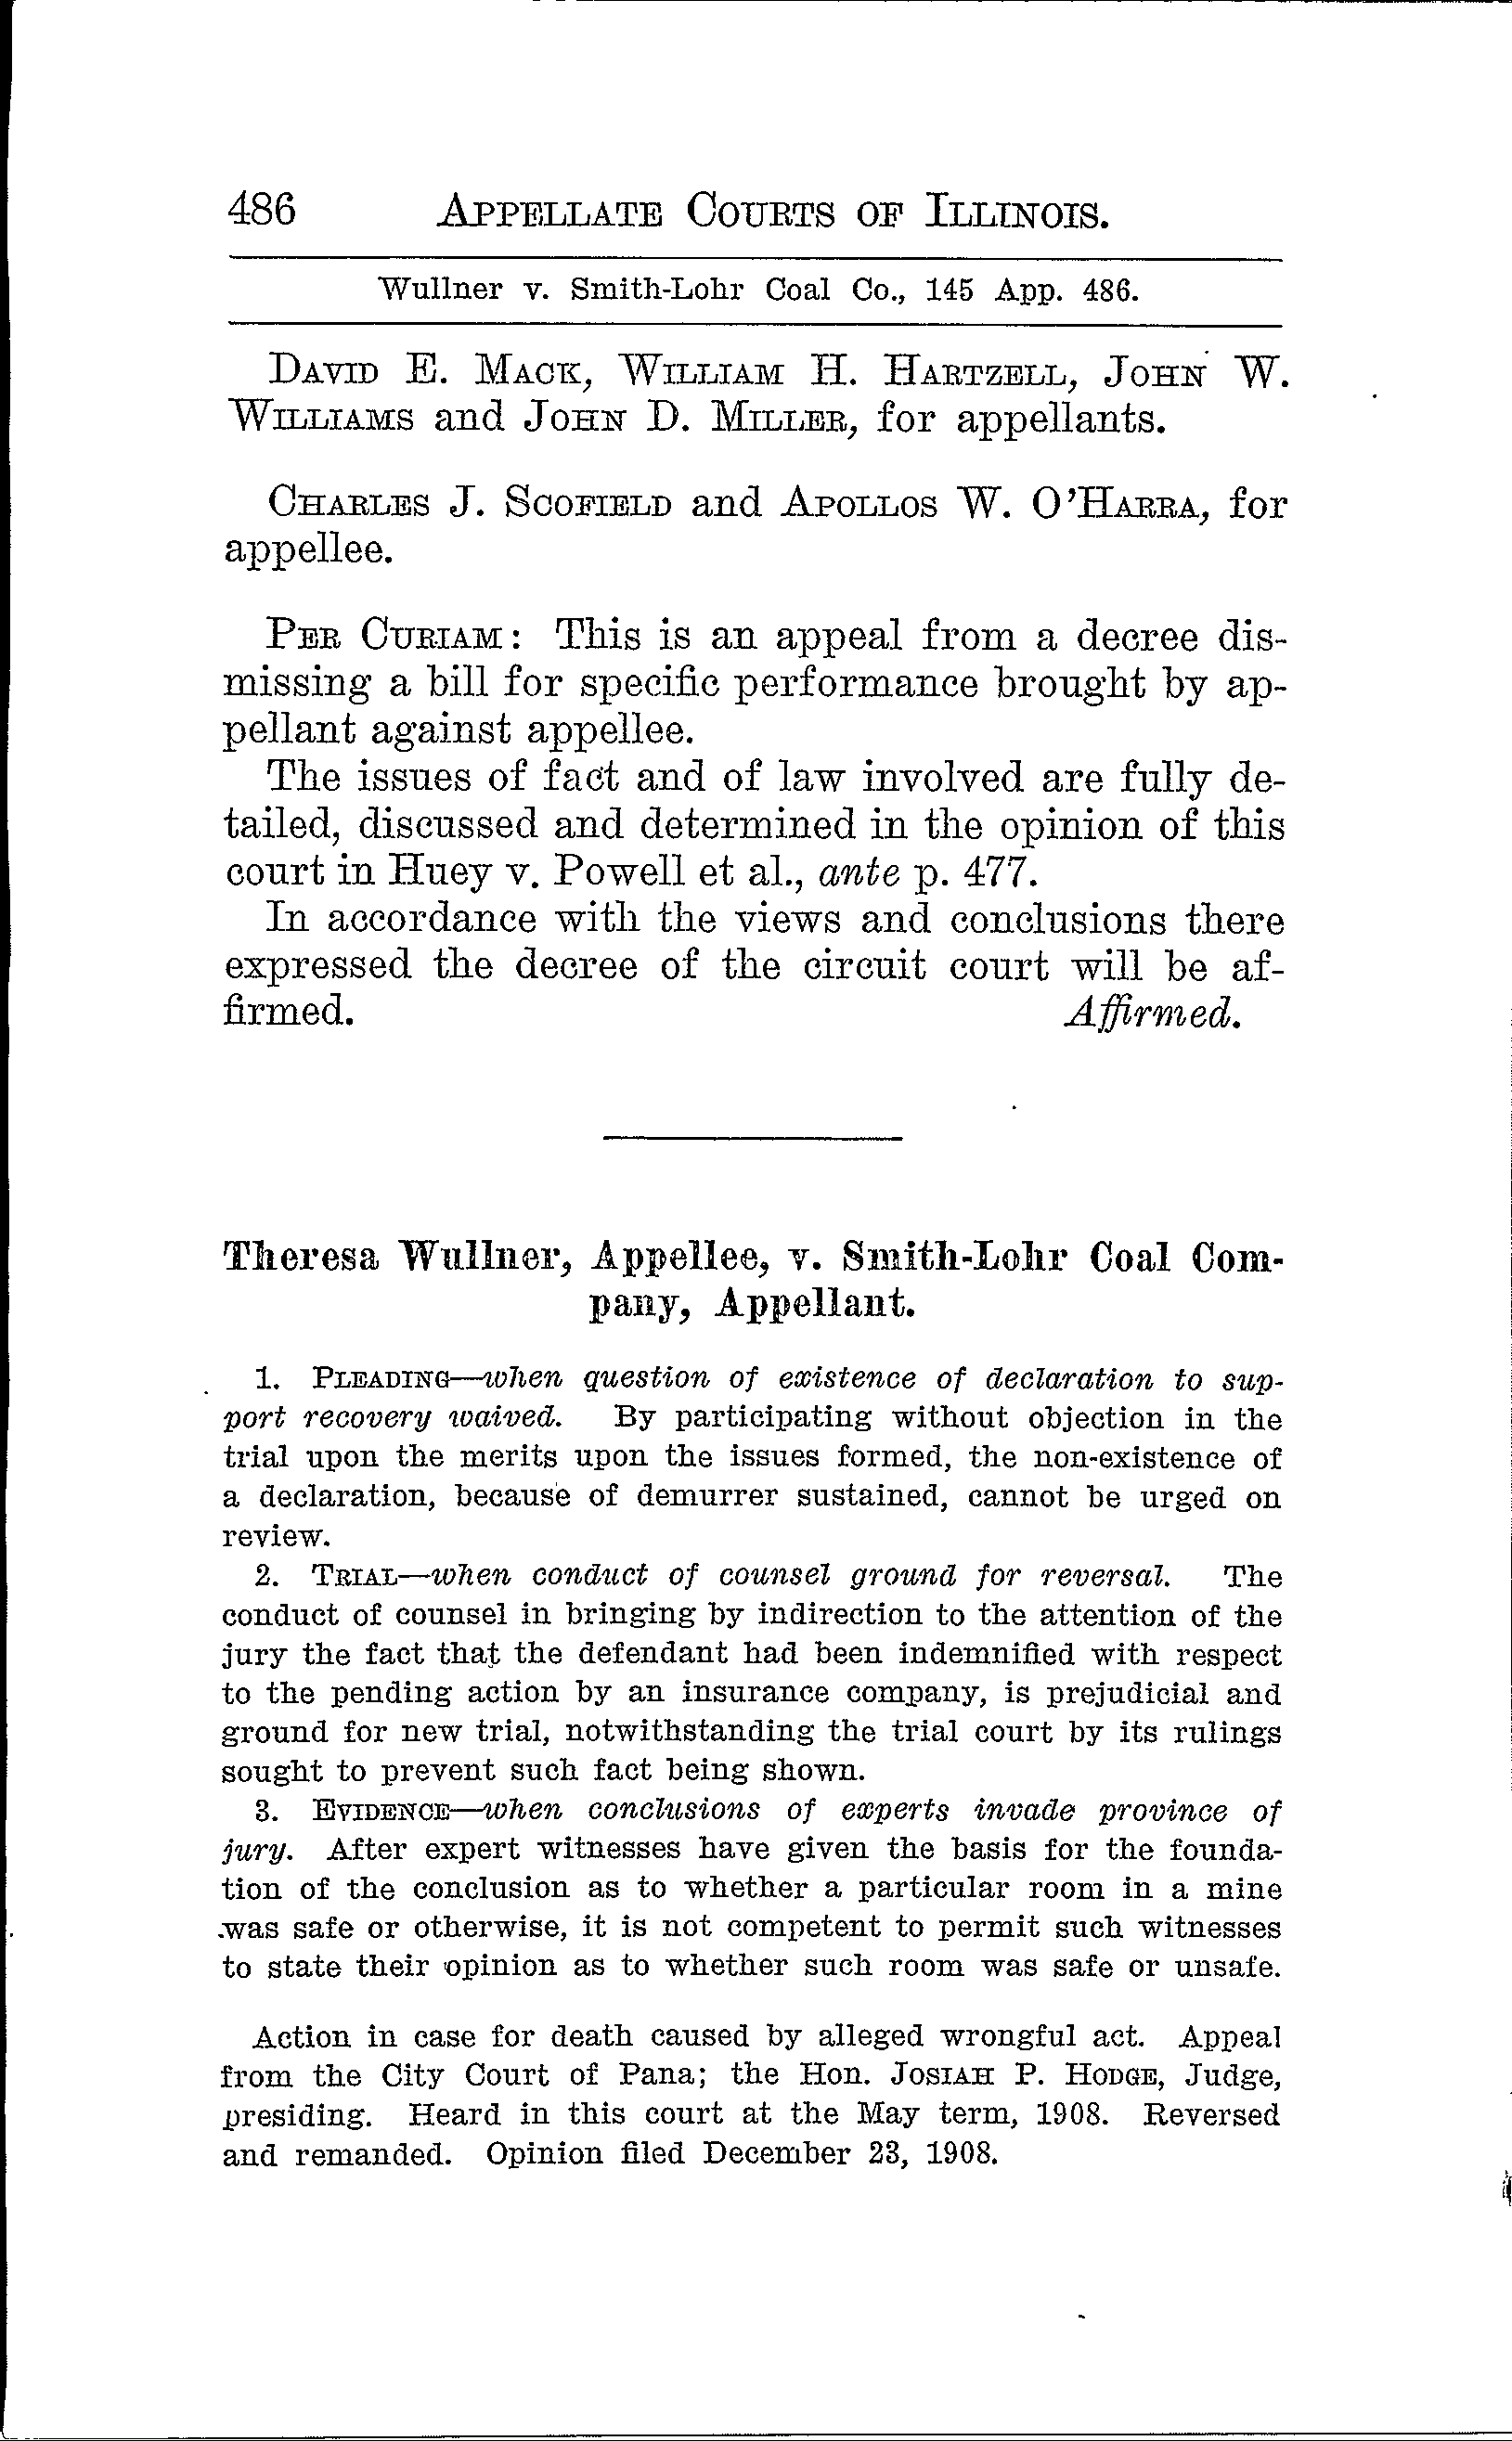 486 APPELLATE COURTS OF ILLINOIS.
Wullner v. Smith-Lohr Coal Co., 145 App. 486.
DAVID E. MACK, WILLIAM H. HARTZELL, JOHN W.
WILLIAMS and JOHN D. MILLER, for appellants.
CHARLES J. SCOFIELD and APOLLOS W. O'HARRA, for
appellee.
PER CURIAM: This is an appeal from a decree dis-
missing a bill for specific performance brought by ap-
pellant against appellee.
The issues of fact and of law involved are fully de-
tailed, discussed and determined in the opinion of this
court in Huey v. Powell et al., ante p. 477.
In accordance with the views and conclusions there
expressed the decree of the circuit court will be af-
firmed. Affirmed.
Theresa Wullner, Appellee, v. Smith-Lohr Coal Com-
pany, Appellant.
1. PLEADING—when question of existence of declaration to sup-
port recovery waived. By participating without objection in the
trial upon the merits upon the issues formed, the non-existence of
a declaration, because of demurrer sustained, cannot be urged on
review.
2. TRIAL—when conduct of counsel ground for reversal. The
conduct of counsel in bringing by indirection to the attention of the
jury the fact that the defendant had been indemnified with respect
to the pending action by an insurance company, is prejudicial and
ground for new trial, notwithstanding the trial court by its rulings
sought to prevent such fact being shown.
3. EVIDENCE—when conclusions of experts invade province of
jury. After expert witnesses have given the basis for the founda-
tion of the conclusion as to whether a particular room in a mine
was safe or otherwise, it is not competent to permit such witnesses
to state their opinion as to whether such room was safe or unsafe.
Action in case for death caused by alleged wrongful act. Appeal
from the City Court of Pana; the Hon. JOSIAH P. HODGE, Judge,
presiding. Heard in this court at the May term, 1908. Reversed
and remanded. Opinion filed December 23, 1908.